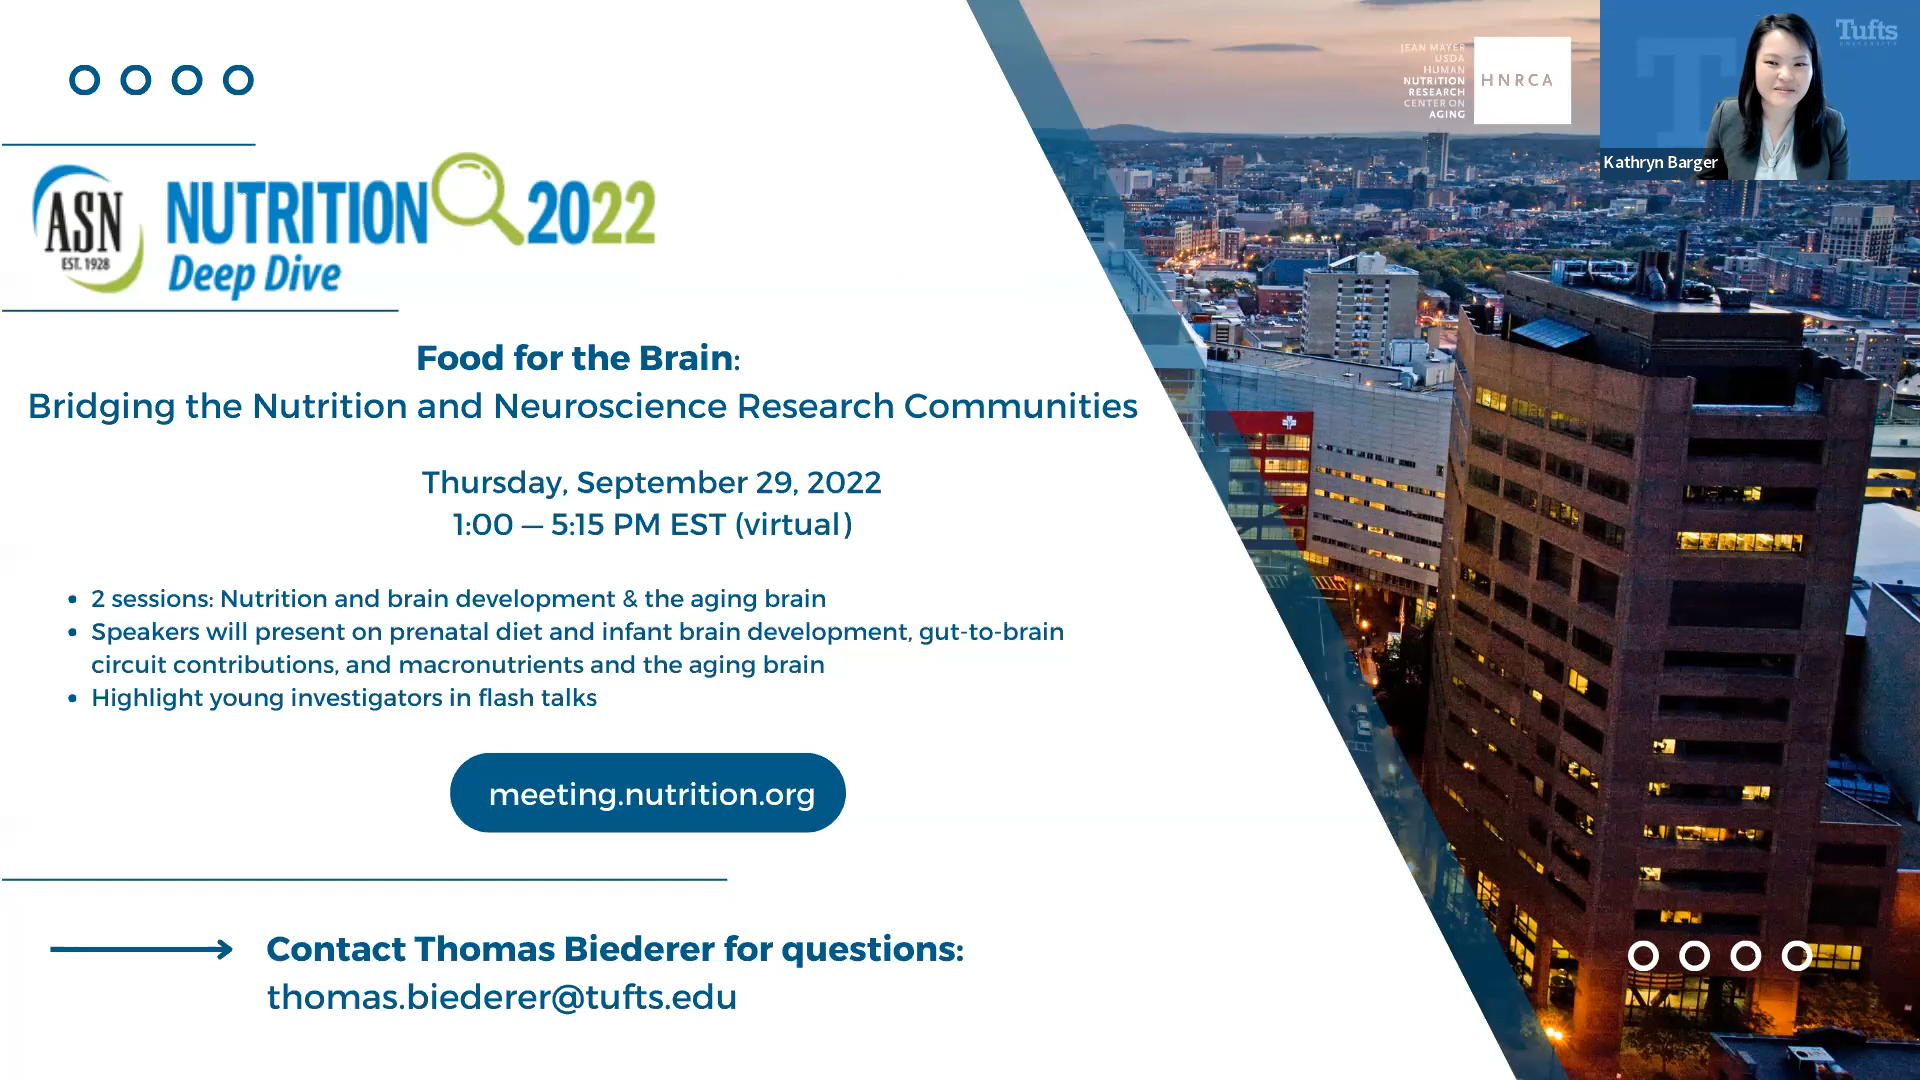 ASN
EST. 1928
NUTRITION 2022
Deep Dive
Food for the Brain:
Bridging the Nutrition and Neuroscience Research Communities
Thursday, September 29, 2022
1:00 — 5:15 PM EST (virtual)
• 2 sessions: Nutrition and brain development & the aging brain
• Speakers will present on prenatal diet and infant brain development, gut-to-brain
circuit contributions, and macronutrients and the aging brain
• Highlight young investigators in flash talks
meeting.nutrition.org
Contact Thomas Biederer for questions:
thomas.biederer@tufts.edu
JEAN MAYER
USDA
HUMAN
NUTRITION
RESEARCH
CENTER ON
AGING
HNRCA
Tufts
UNIVERSITY
Kathryn Barger